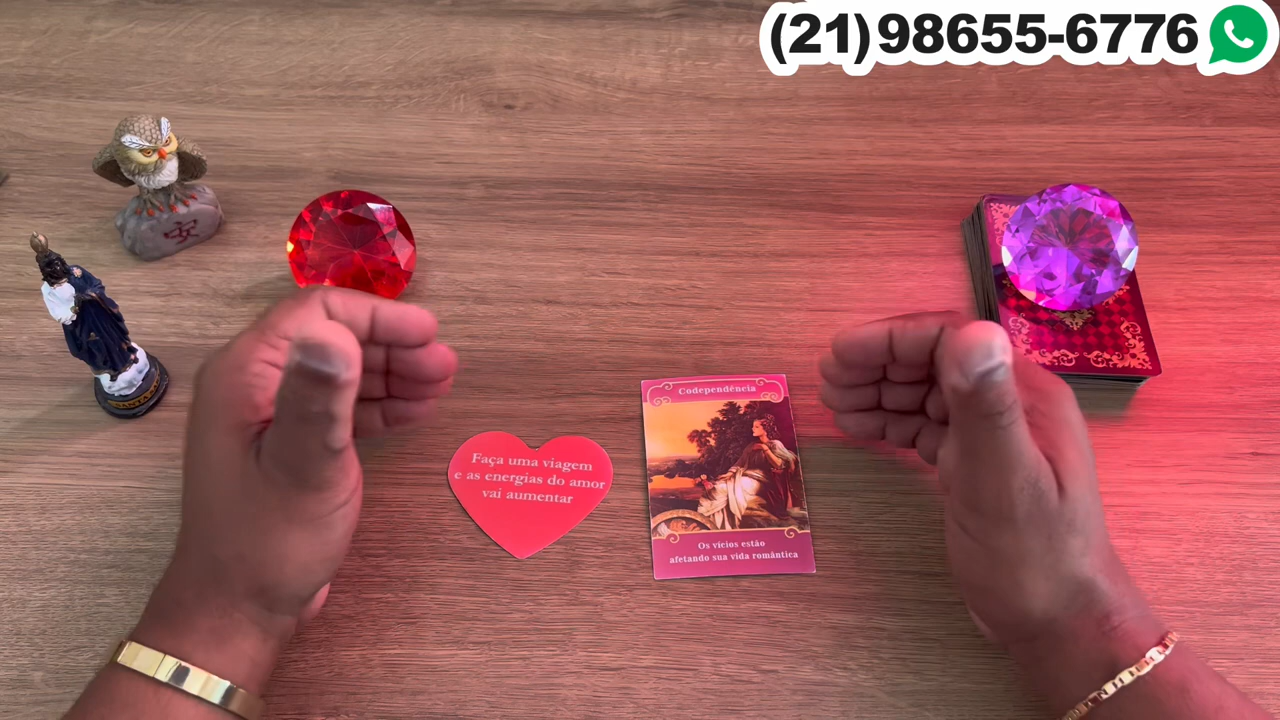 (21)98655-6776
Faça uma viagem
e as energias do amor
vai aumentar
Codependência
Os vícios estão
afetando sua vida romântica